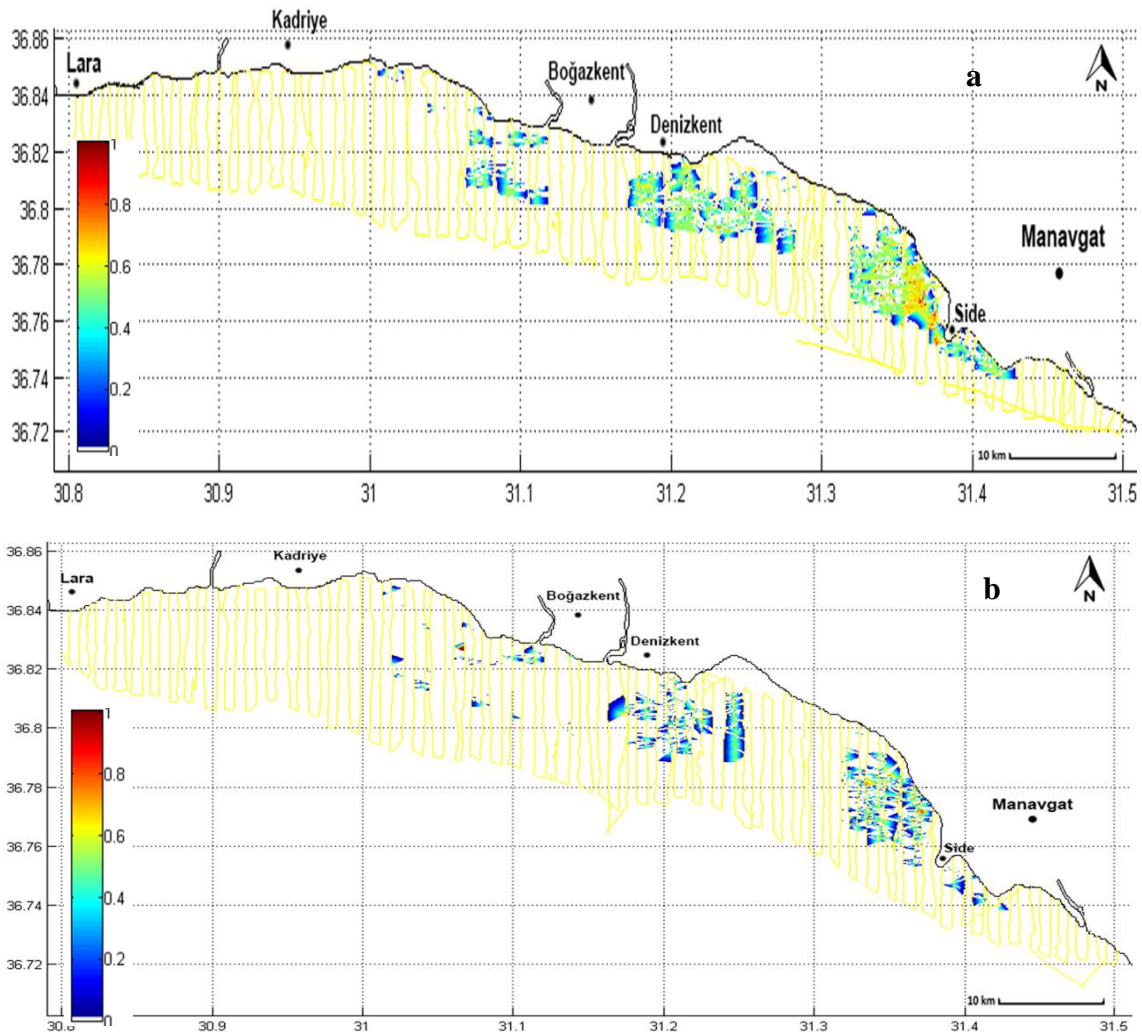 Kadriye
36.86
Lara
a
Boğazkent
N
36.84
Denizkent
1
36.82
0.8
36.8
Manavgat
0.6
36.78
0.4
Side
36.76
0.2
36.74
0
36.72
10 km
30.8 30.9 31 31.1 31.2 31.3 31.4 31.5
36.86
Kadriye
b
Lara
Boğazkent
N
36.84
Denizkent
36.82
1
36.8
0.8
36.78
Manavgat
0.6
36.76
Side
0.4
36.74
0.2
36.72
10 km
0
30.9 31 31.1 31.2 31.3 31.4 31.5